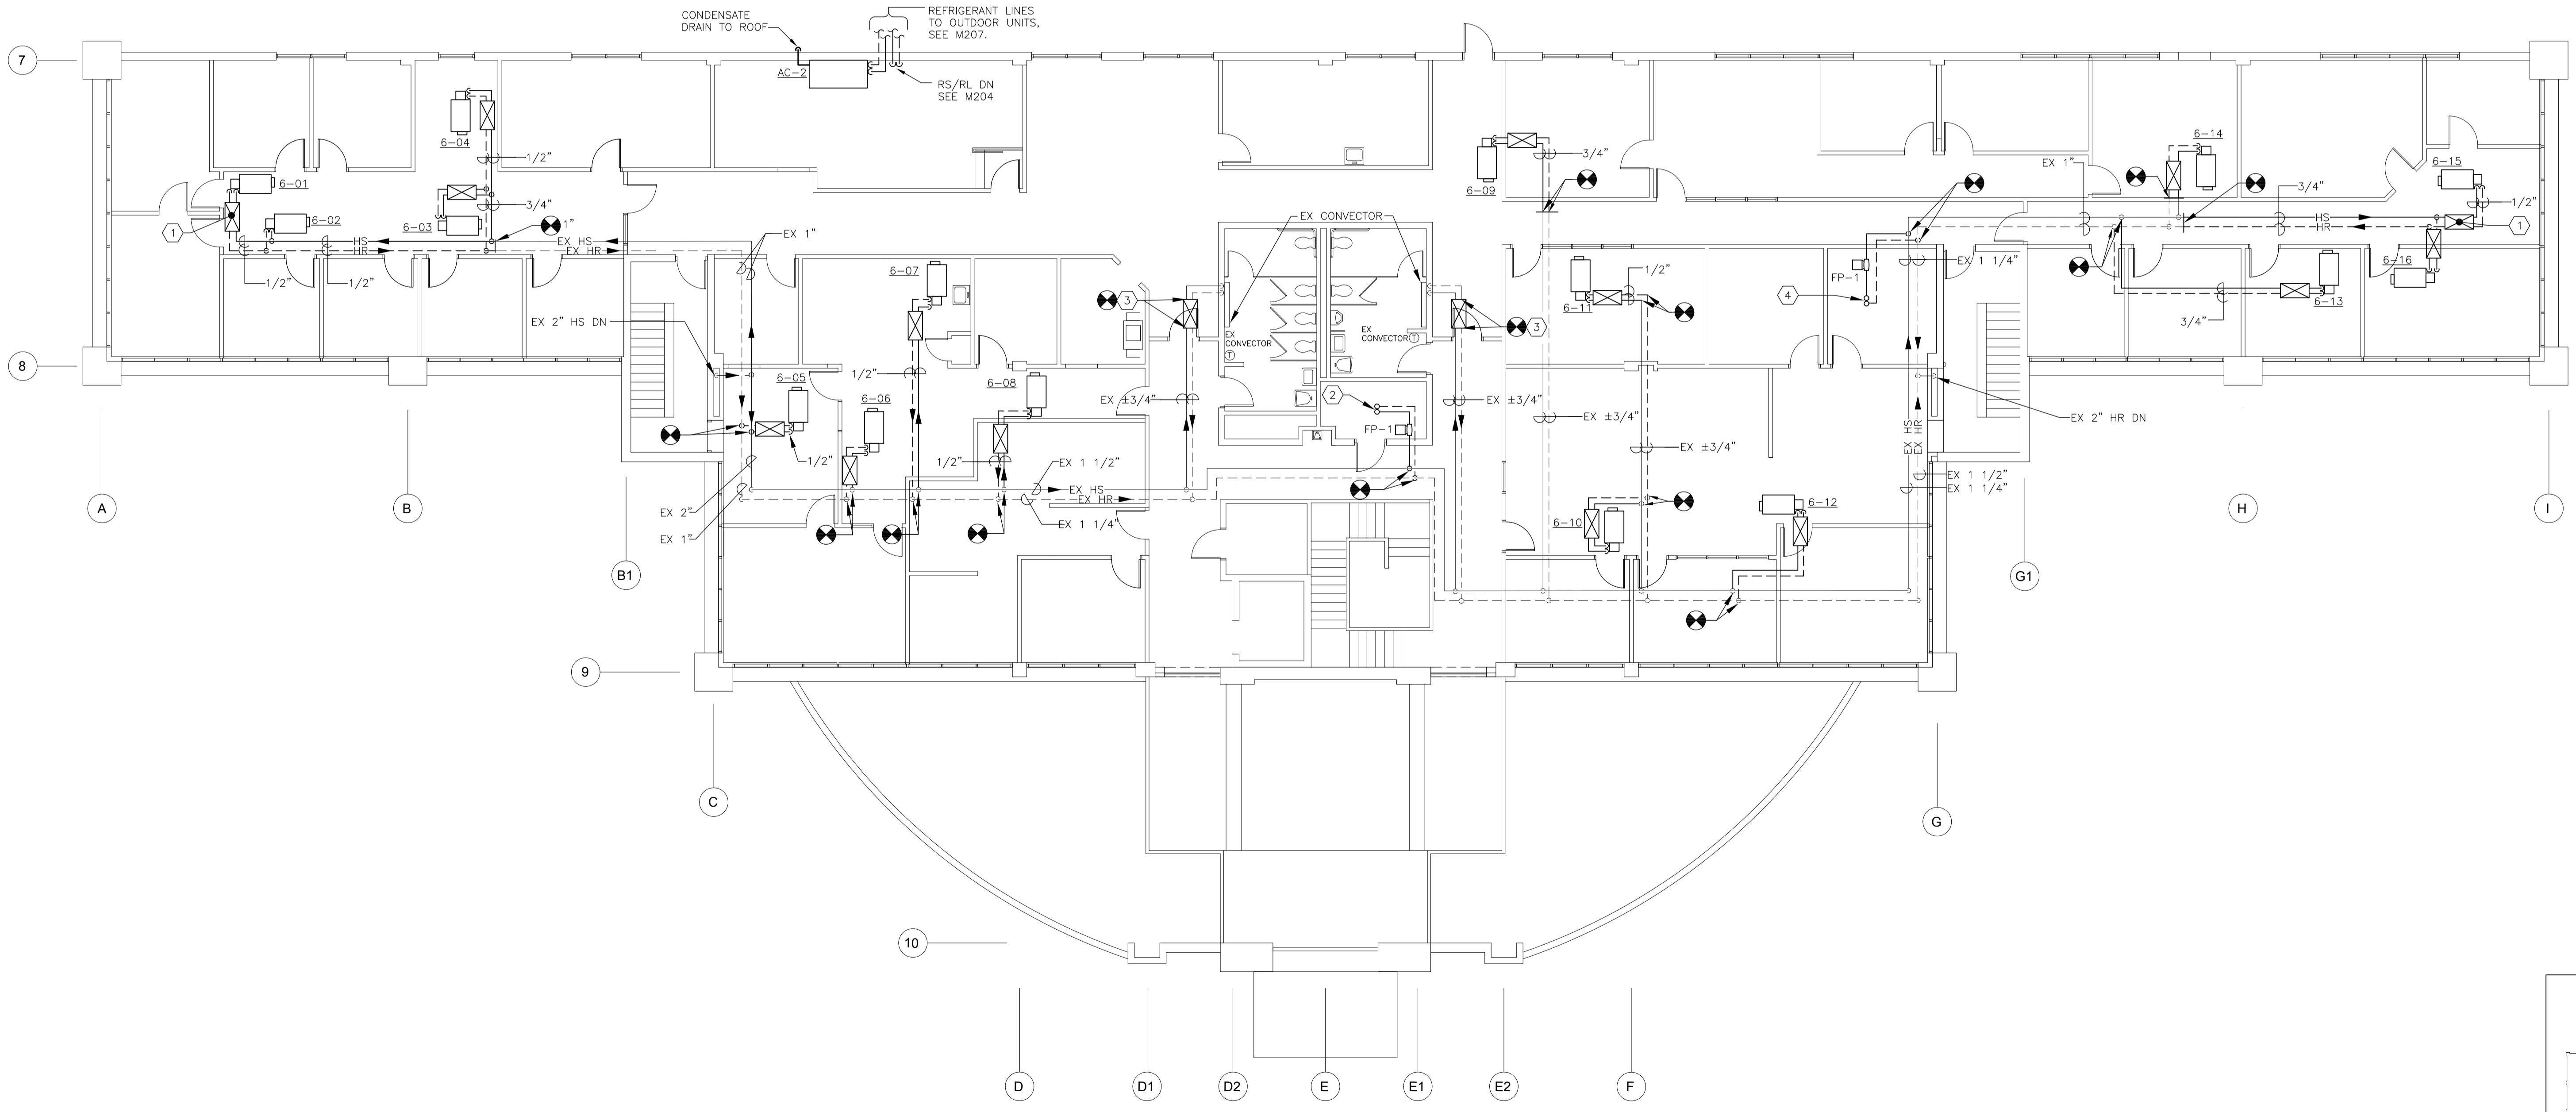 CONDENSATE
DRAIN TO ROOF
REFRIGERANT LINES
TO OUTDOOR UNITS,
SEE M207.
7
AC-2
RS/RL DN
SEE M204
6-04
1/2"
6-01
6-02
6-03
3/4"
1"
1
HS
HR
EX HS
EX HR
1/2"
1/2"
EX 1"
6-09
3/4"
EX CONVECTOR
6-14
EX 1"
6-15
3/4"
1/2"
HS
HR
1
6-07
EX 2" HS DN
3
EX
CONVECTOR
T
EX
CONVECTOR
T
3
6-11
1/2"
FP-1
4
EX 1 1/4"
6-16
6-13
3/4"
8
6-05
1/2"
6-06
6-08
EX ±3/4"
2
FP-1
EX ±3/4"
EX ±3/4"
EX ±3/4"
EX HS
EX HR
EX 2" HR DN
1/2"
1/2"
EX 1 1/2"
EX HS
EX HR
EX 1 1/4"
EX 2"
EX 1"
6-10
6-12
EX 1 1/2"
EX 1 1/4"
A
B
B1
G1
H
I
9
C
G
10
D
D1
D2
E
E1
E2
F